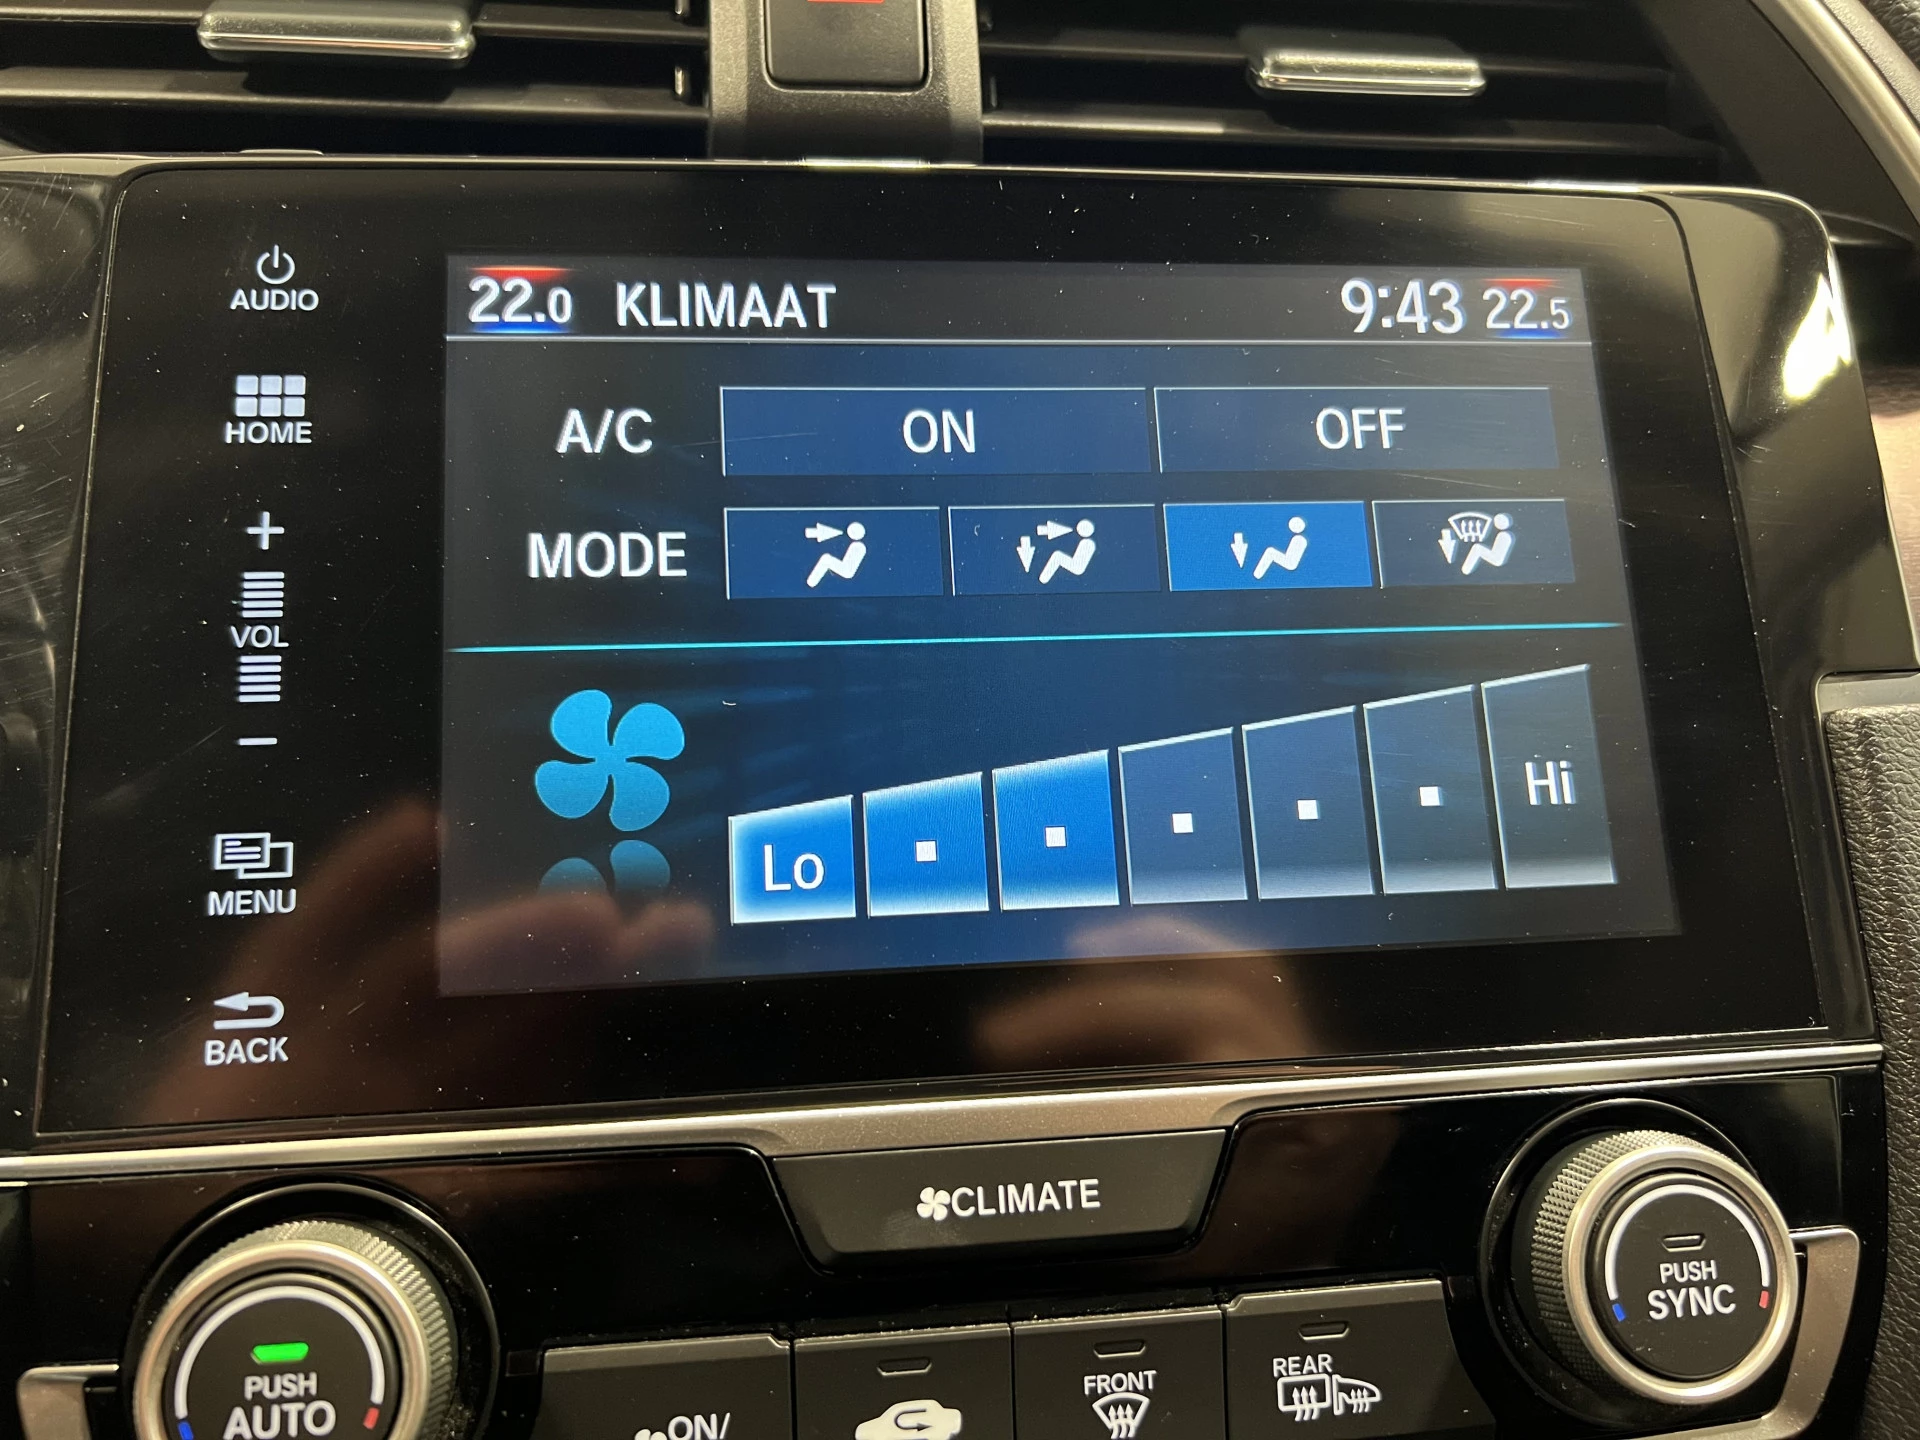 AUDIO
HOME
+
VOL
−
MENU
BACK
22.0 KLIMAAT 9:43 22.5
A/C ON OFF
MODE
Lo Hi
CLIMATE
PUSH
AUTO
ON/
FRONT
REAR
PUSH
SYNC